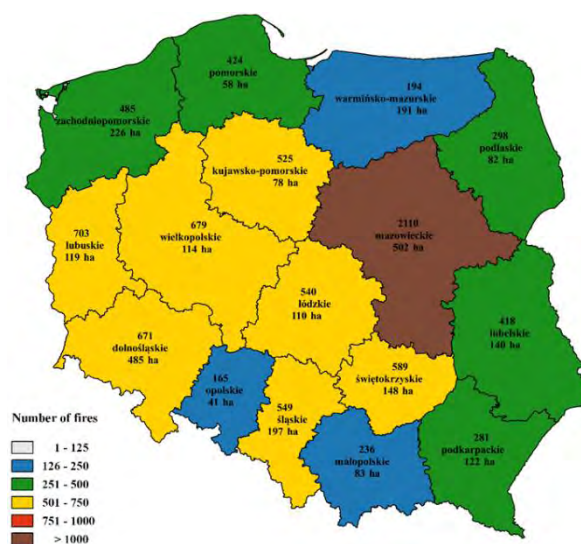 424
pomorskie
58 ha
194
warmińsko-mazurskie
191 ha
485
zachodniopomorskie
226 ha
298
podlaskie
82 ha
525
kujawsko-pomorskie
78 ha
2110
mazowieckie
502 ha
703
lubuskie
119 ha
679
wielkopolskie
114 ha
540
łódzkie
110 ha
418
lubelskie
140 ha
671
dolnośląskie
485 ha
589
świętokrzyskie
148 ha
165
opolskie
41 ha
549
śląskie
197 ha
236
małopolskie
83 ha
281
podkarpackie
122 ha
Number of fires
1 - 125
126 - 250
251 - 500
501 - 750
751 - 1000
> 1000